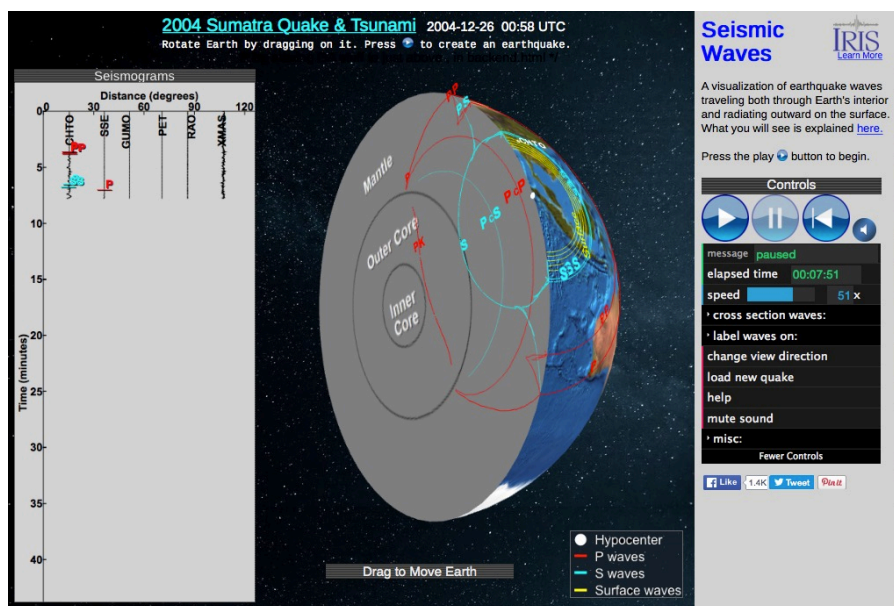 2004 Sumatra Quake & Tsunami 2004-12-26 00:58 UTC
Rotate Earth by dragging on it. Press to create an earthquake.
Seismograms
Distance (degrees)
0 30 60 90 120
CHTO SSE GUMO PET RAO XMAS
PP
SS
P
5
10
15
20
25
30
35
40
Time (minutes)
PP
PS
Mantle
P
PcP
PcS
S
PK
Outer Core
Inner Core
SSS
Drag to Move Earth
Hypocenter
P waves
S waves
Surface waves
Seismic Waves
IRIS
Learn More
A visualization of earthquake waves
traveling both through Earth's interior
and radiating outward on the surface.
What you will see is explained here.
Press the play button to begin.
Controls
message paused
elapsed time 00:07:51
speed 51 x
cross section waves:
label waves on:
change view direction
load new quake
help
mute sound
misc:
Fewer Controls
Like 1.4K Tweet Pin it